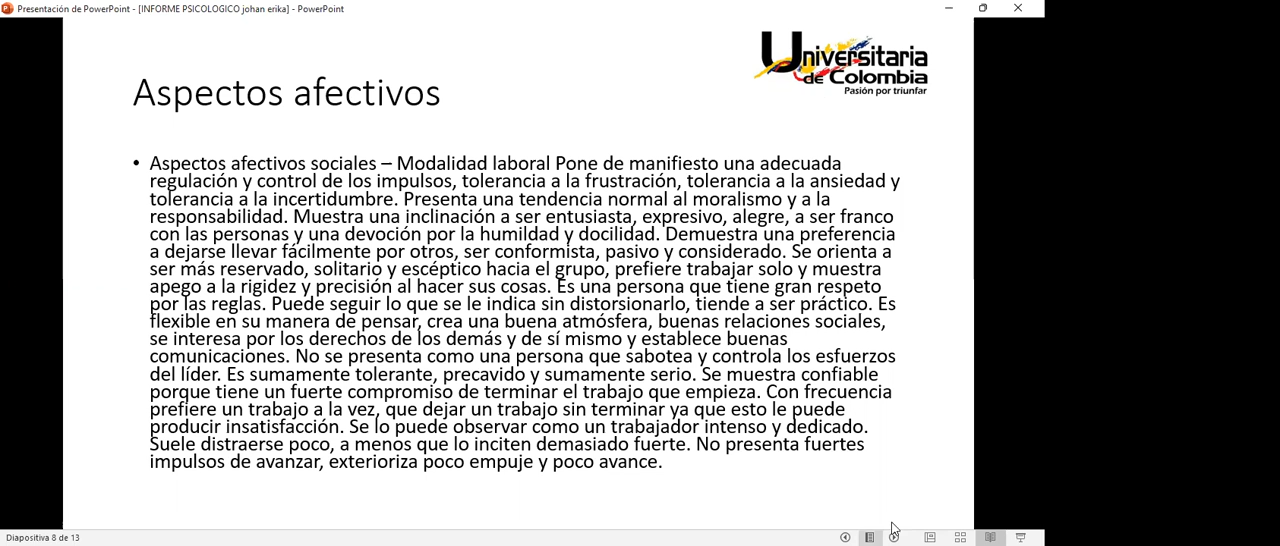 Presentación de PowerPoint - [INFORME PSICOLOGICO johan erika] - PowerPoint
Universitaria
de Colombia
Pasión por triunfar
Aspectos afectivos
• Aspectos afectivos sociales – Modalidad laboral Pone de manifiesto una adecuada
regulación y control de los impulsos, tolerancia a la frustración, tolerancia a la ansiedad y
tolerancia a la incertidumbre. Presenta una tendencia normal al moralismo y a la
responsabilidad. Muestra una inclinación a ser entusiasta, expresivo, alegre, a ser franco
con las personas y una devoción por la humildad y docilidad. Demuestra una preferencia
a dejarse llevar fácilmente por otros, ser conformista, pasivo y considerado. Se orienta a
ser más reservado, solitario y escéptico hacia el grupo, prefiere trabajar solo y muestra
apego a la rigidez y precisión al hacer sus cosas. Es una persona que tiene gran respeto
por las reglas. Puede seguir lo que se le indica sin distorsionarlo, tiende a ser práctico. Es
flexible en su manera de pensar, crea una buena atmósfera, buenas relaciones sociales,
se interesa por los derechos de los demás y de sí mismo y establece buenas
comunicaciones. No se presenta como una persona que sabotea y controla los esfuerzos
del líder. Es sumamente tolerante, precavido y sumamente serio. Se muestra confiable
porque tiene un fuerte compromiso de terminar el trabajo que empieza. Con frecuencia
prefiere un trabajo a la vez, que dejar un trabajo sin terminar ya que esto le puede
producir insatisfacción. Se lo puede observar como un trabajador intenso y dedicado.
Suele distraerse poco, a menos que lo inciten demasiado fuerte. No presenta fuertes
impulsos de avanzar, exterioriza poco empuje y poco avance.
Diapositiva 8 de 13